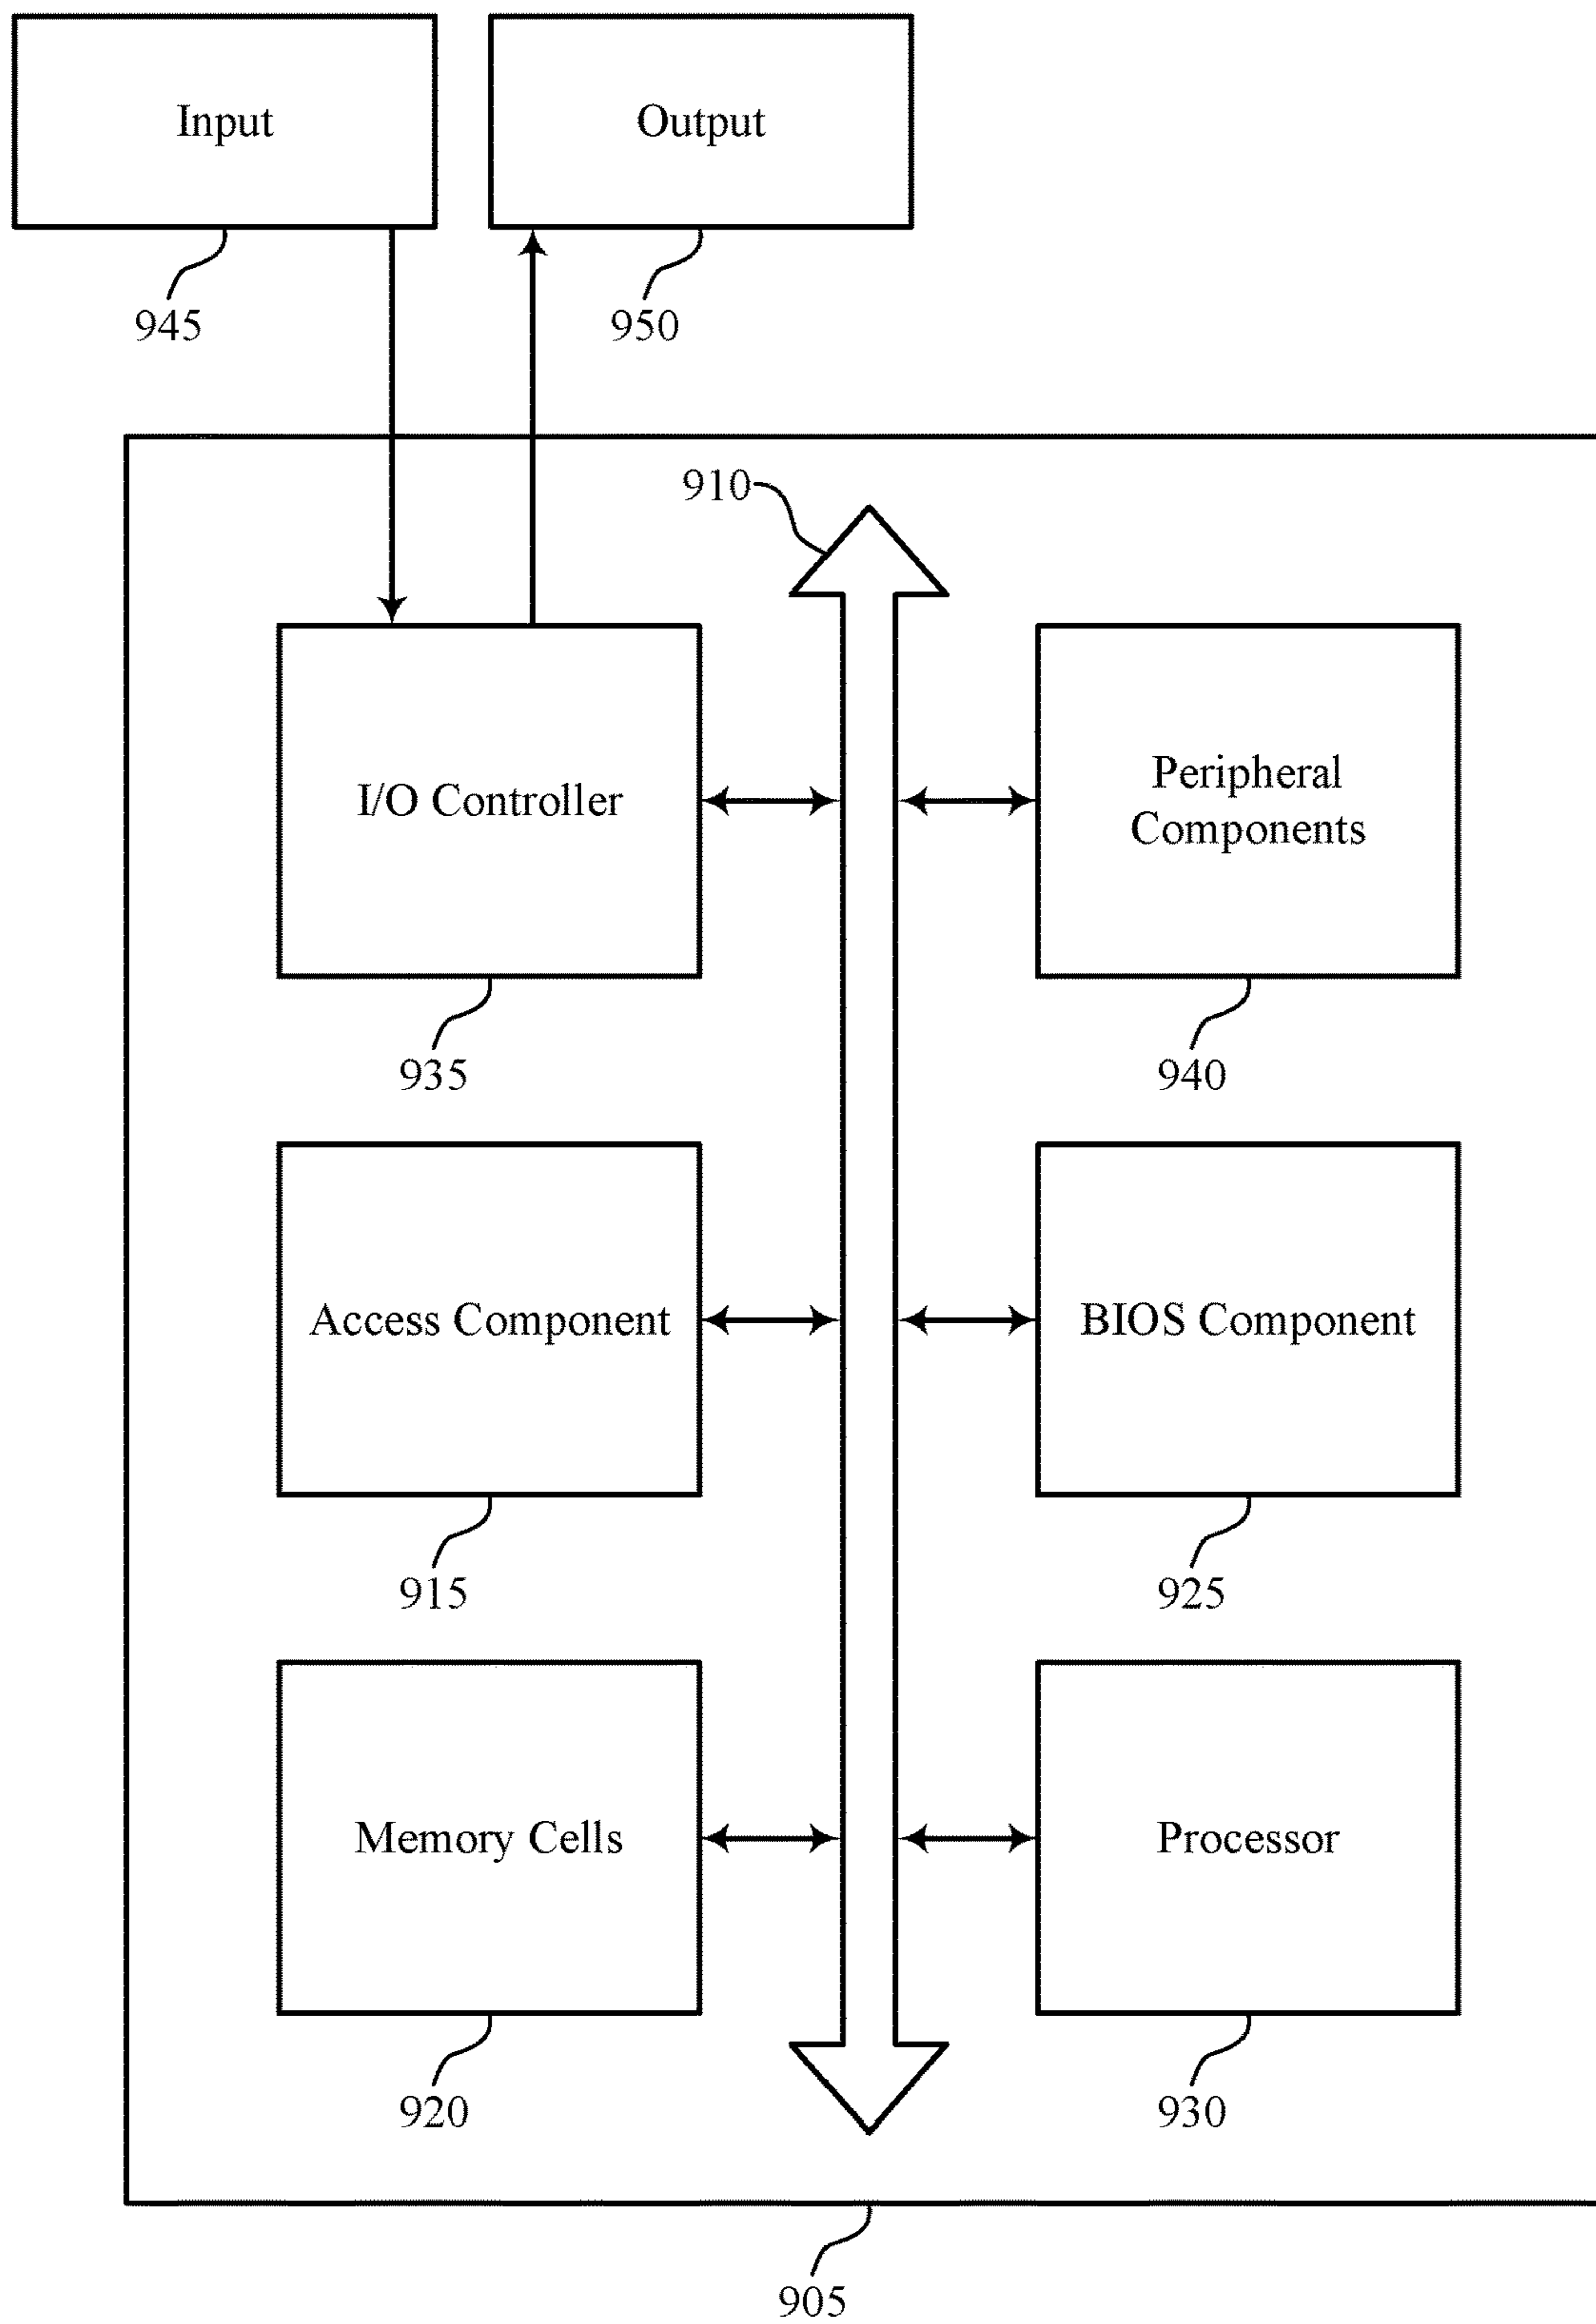 Input
Output
945
950
910
I/O Controller
Peripheral
Components
935
940
Access Component
BIOS Component
915
925
Memory Cells
Processor
920
930
905